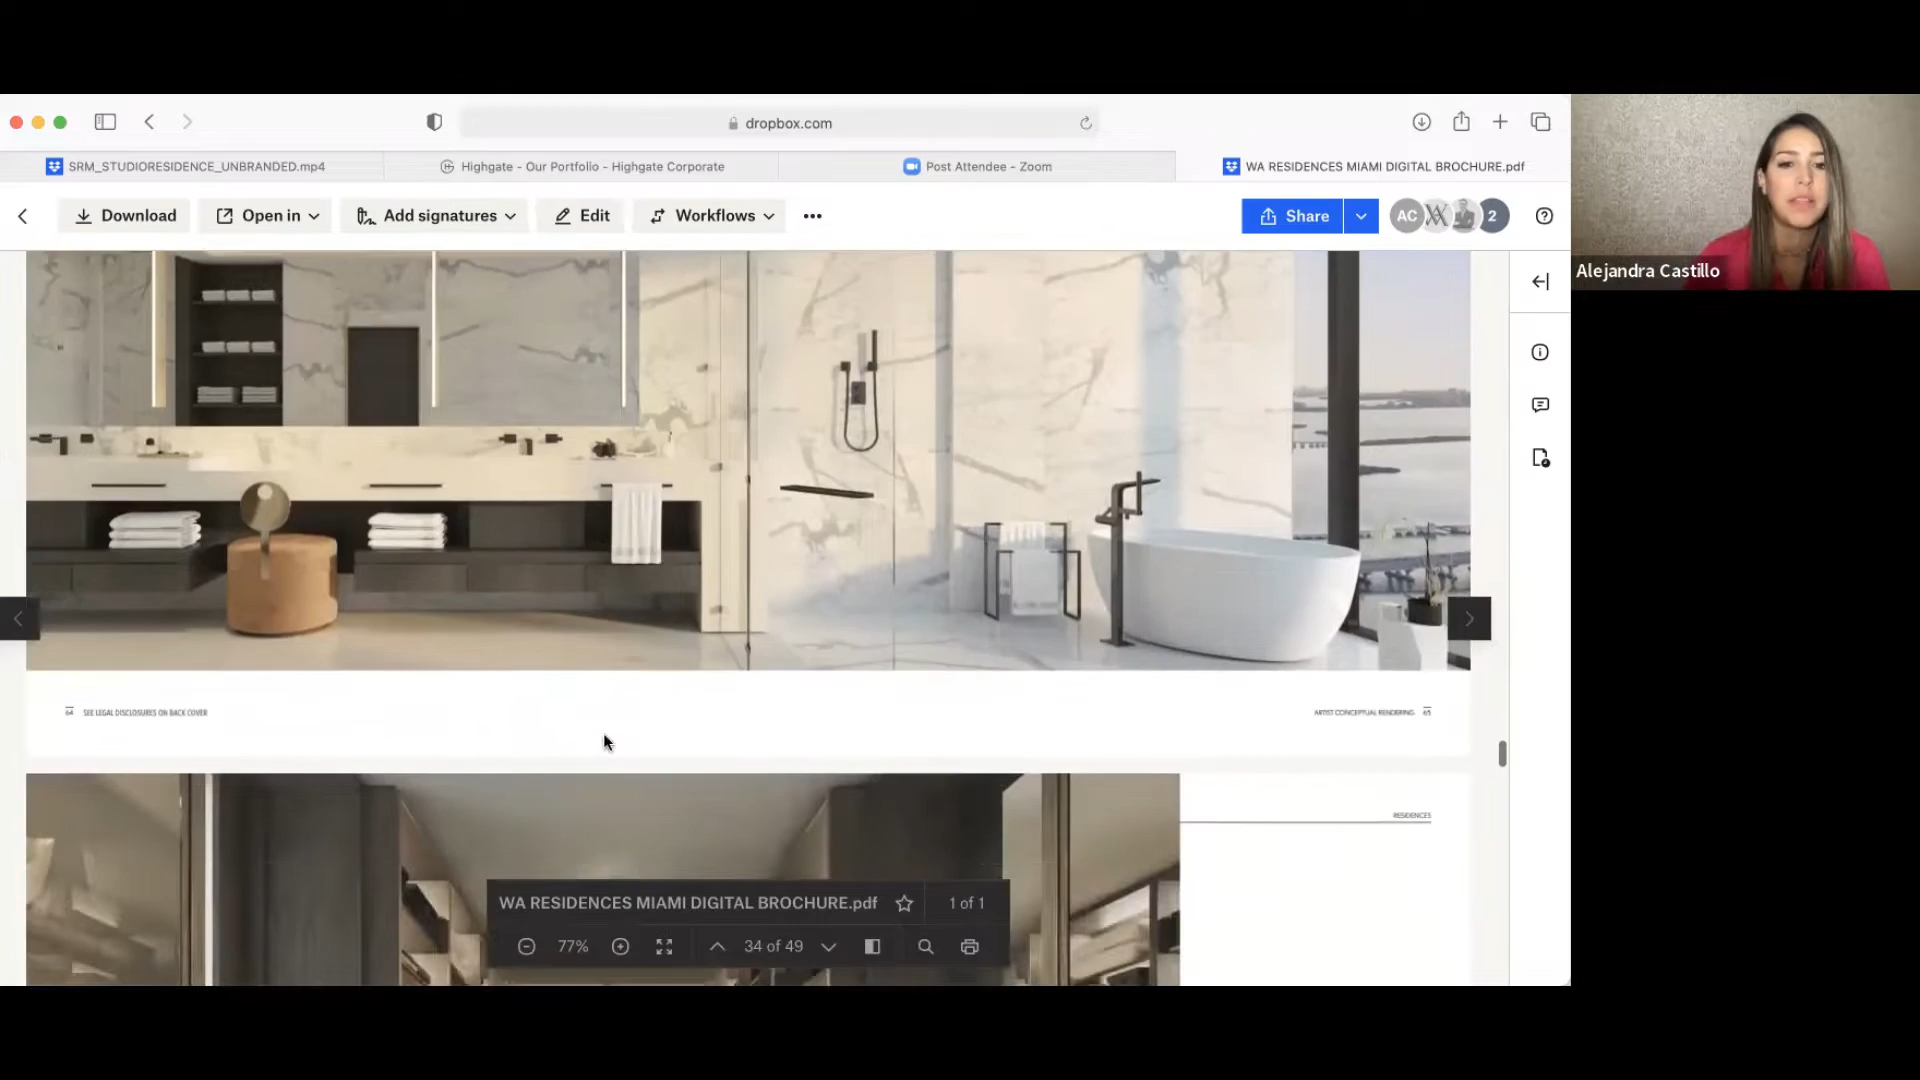 dropbox.com
SRM_STUDIORESIDENCE_UNBRANDED.mp4
Highgate - Our Portfolio - Highgate Corporate
Post Attendee - Zoom
WA RESIDENCES MIAMI DIGITAL BROCHURE.pdf
Download
Open in
Add signatures
Edit
Workflows
Share
AC
2
Alejandra Castillo
64 SEE LEGAL DISCLOSURES ON BACK COVER
ARTIST CONCEPTUAL RENDERING 65
RESIDENCES
WA RESIDENCES MIAMI DIGITAL BROCHURE.pdf
1 of 1
77%
34 of 49